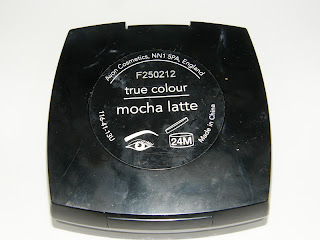 Avon Cosmetics, NN1 5PA, England
F250212
true colour
mocha latte
24M
Made in China